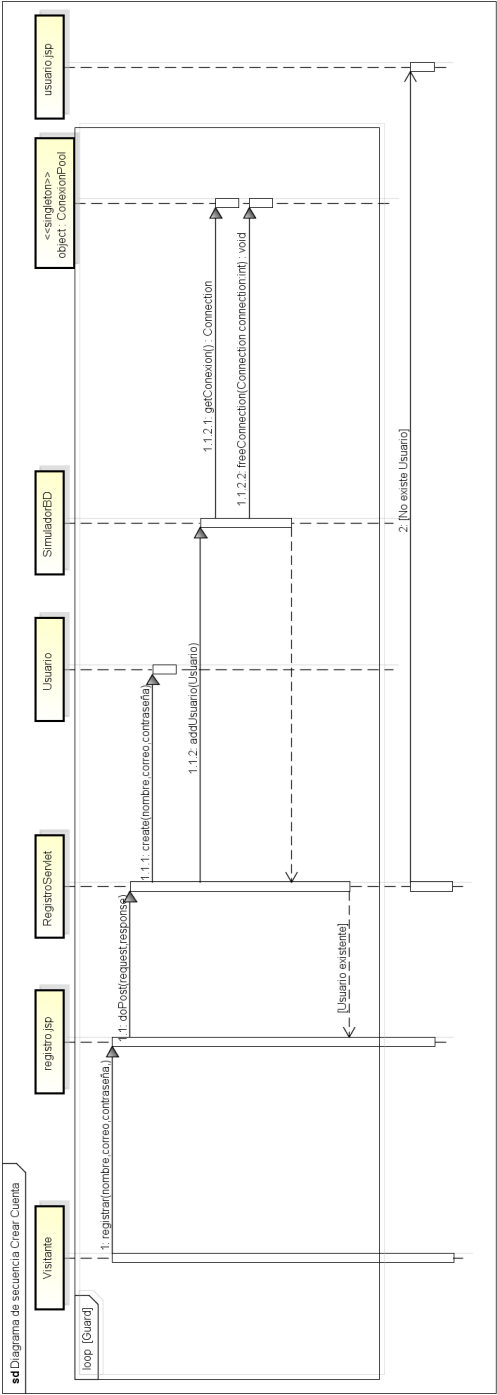 sd Diagrama de secuencia Crear Cuenta
Visitante
registro.jsp
RegistroServlet
Usuario
SimuladorBD
<<singleton>>
object : ConexionPool
usuario.jsp
loop [Guard]
1: registrar(nombre,correo,contraseña,)
1.1: doPost(request,response)
1.1.1: create(nombre,correo,contraseña)
1.1.2: addUsuario(Usuario)
1.1.2.1: getConexion() : Connection
1.1.2.2: freeConnection(Connection connection:int) : void
[Usuario existente]
2: [No existe Usuario]